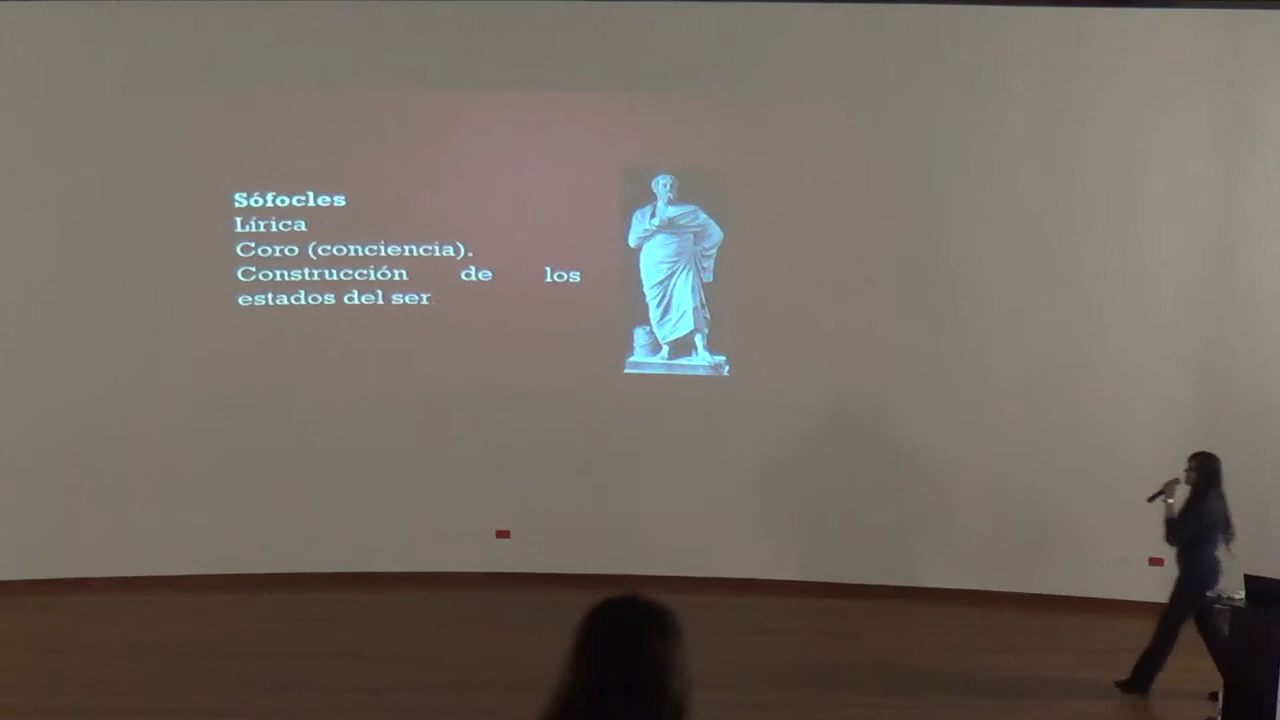 Sófocles
Lírica
Coro (conciencia).
Construcción de los
estados del ser